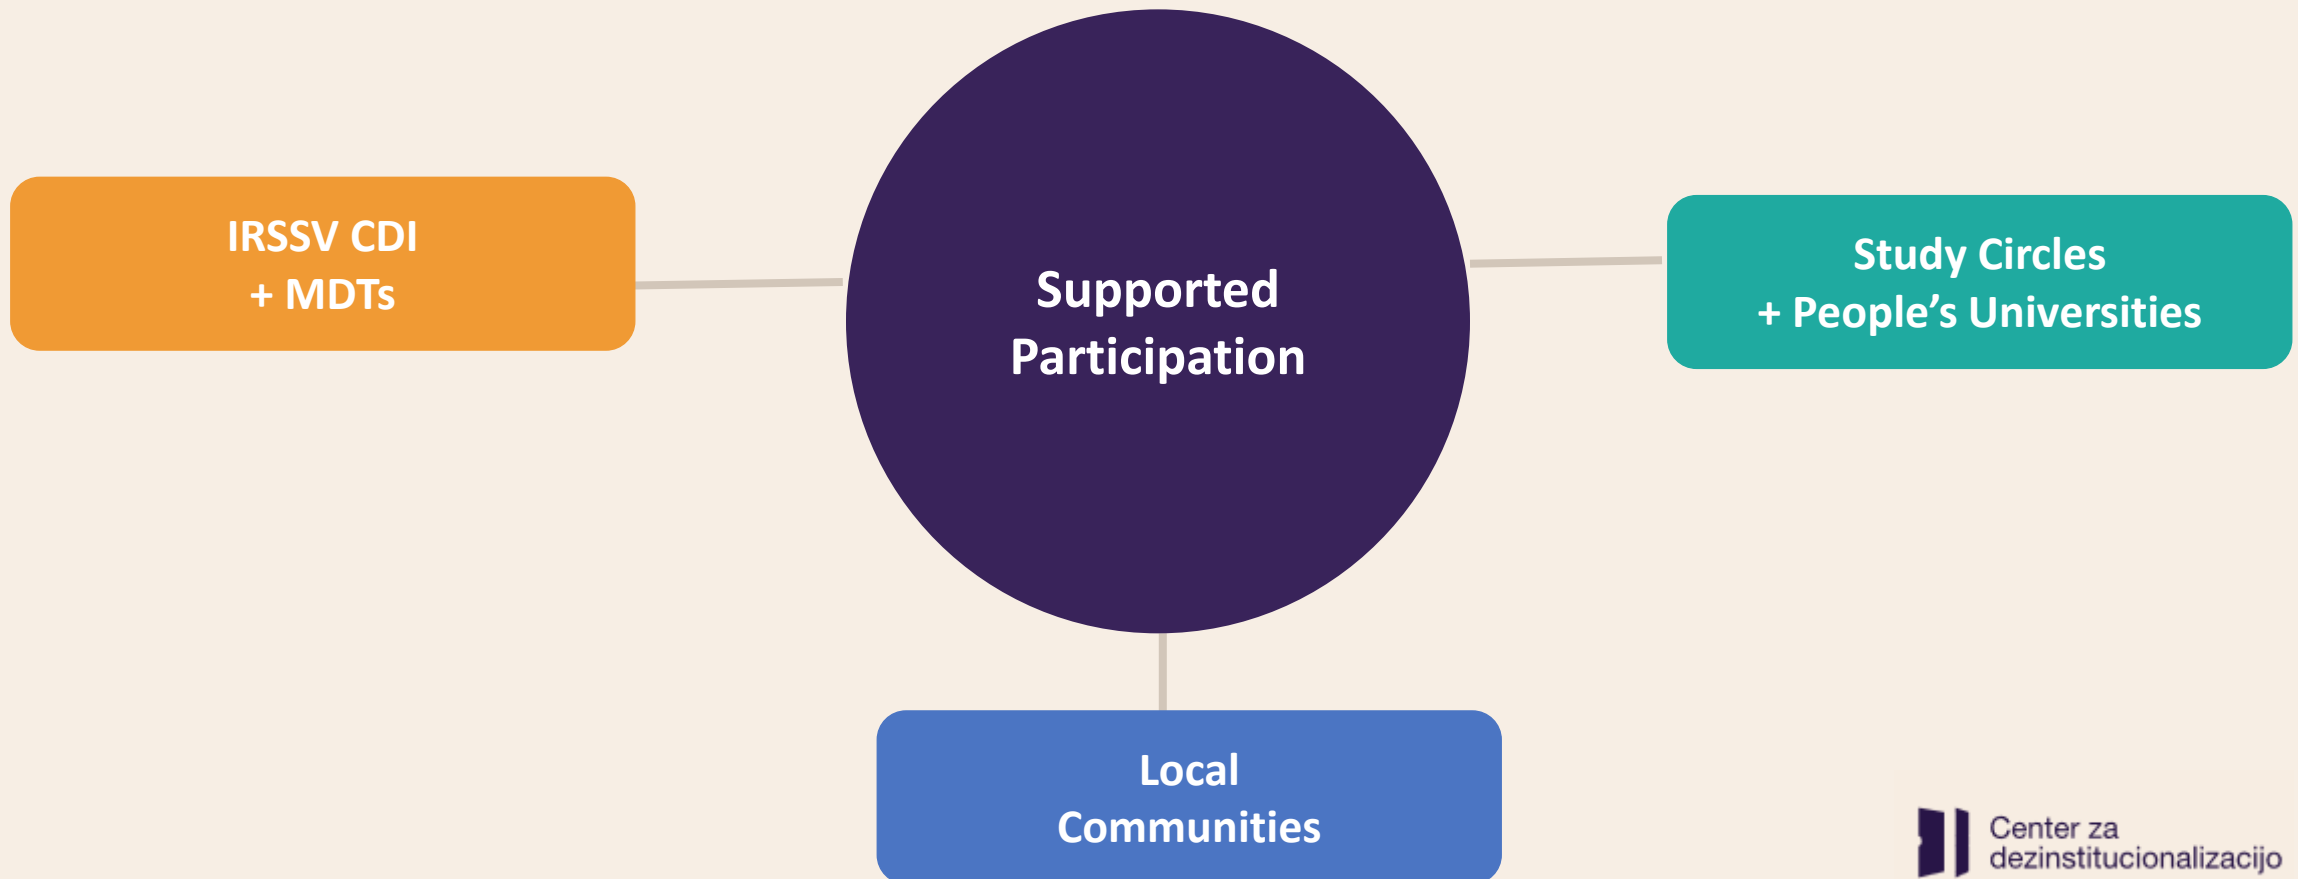 IRSSV CDI
+ MDTs
Supported
Participation
Study Circles
+ People’s Universities
Local
Communities
Center za
dezinstitucionalizacijo